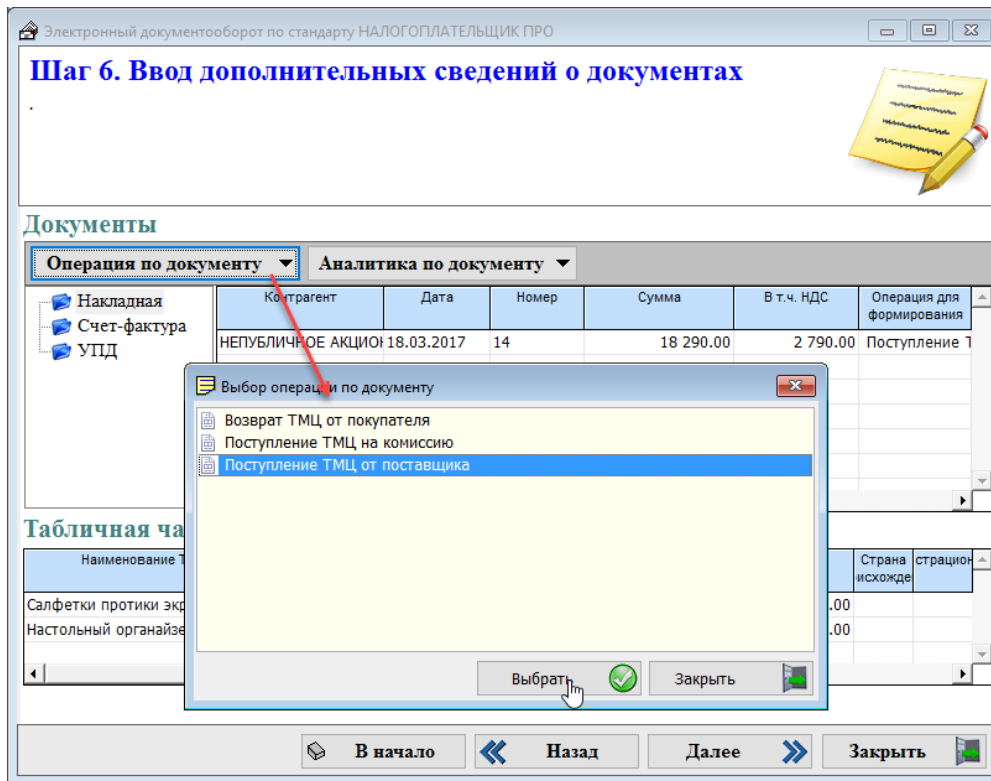 Электронный документооборот по стандарту НАЛОГОПЛАТЕЛЬЩИК ПРО
Шаг 6. Ввод дополнительных сведений о документах
.
Документы
Операция по документу Аналитика по документу
Накладная
Счет-фактура
УПД
Контрагент Дата Номер Сумма В т.ч. НДС Операция для формирования
НЕПУБЛИЧНОЕ АКЦИО 18.03.2017 14 18 290.00 2 790.00 Поступление Т
Выбор операции по документу
Возврат ТМЦ от покупателя
Поступление ТМЦ на комиссию
Поступление ТМЦ от поставщика
Выбрать Закрыть
Табличная ча
Наименование Т Страна исхожде страцион
Салфетки протики экр .00
Настольный органайзе .00
В начало Назад Далее Закрыть